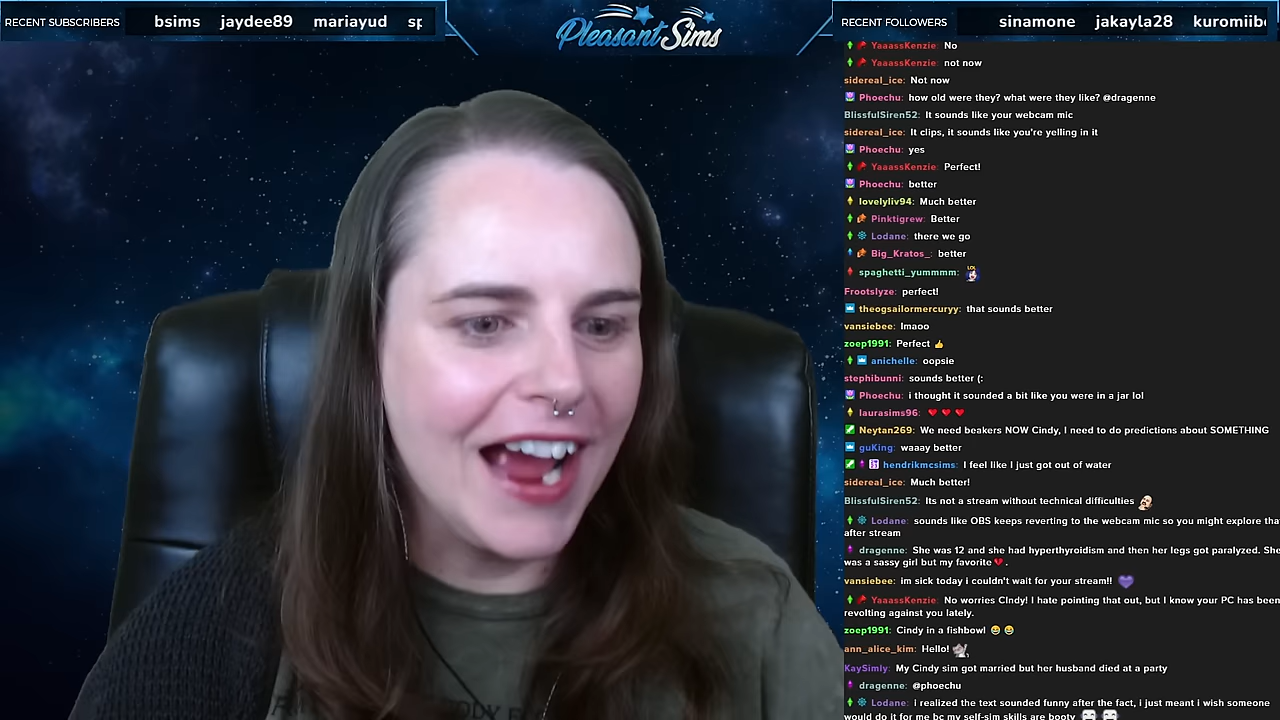 RECENT SUBSCRIBERS bsims jaydee89 mariayud sp
PleasantSims
RECENT FOLLOWERS sinamone jakayla28 kuromiib
YaaassKenzie: No
YaaassKenzie: not now
sidereal_ice: Not now
Phoechu: how old were they? what were they like? @dragenne
BlissfulSiren52: It sounds like your webcam mic
sidereal_ice: It clips, it sounds like you're yelling in it
Phoechu: yes
YaaassKenzie: Perfect!
Phoechu: better
lovelyliv94: Much better
Pinktigrew: Better
Lodane: there we go
Big_Kratos_: better
spaghetti_yummmm: LOL
Frootslyze: perfect!
theogsailormercuryy: that sounds better
vansiebee: lmaoo
zoep1991: Perfect 👍
anichelle: oopsie
stephibunni: sounds better (:
Phoechu: i thought it sounded a bit like you were in a jar lol
laurasims96: ❤ ❤ ❤
Neytan269: We need beakers NOW Cindy, I need to do predictions about SOMETHING
guKing: waaay better
hendrikmcsims: I feel like I just got out of water
sidereal_ice: Much better!
BlissfulSiren52: Its not a stream without technical difficulties
Lodane: sounds like OBS keeps reverting to the webcam mic so you might explore tha
after stream
dragenne: She was 12 and she had hyperthyroidism and then her legs got paralyzed. She
was a sassy girl but my favorite ❤.
vansiebee: im sick today i couldn't wait for your stream!! 💜
YaaassKenzie: No worries CIndy! I hate pointing that out, but I know your PC has been
revolting against you lately.
zoep1991: Cindy in a fishbowl 😂 😂
ann_alice_kim: Hello!
KaySimly: My Cindy sim got married but her husband died at a party
dragenne: @phoechu
Lodane: I realized the text sounded funny after the fact, I just meant I wish someone
would do it for me bc my self-sim skills are booty